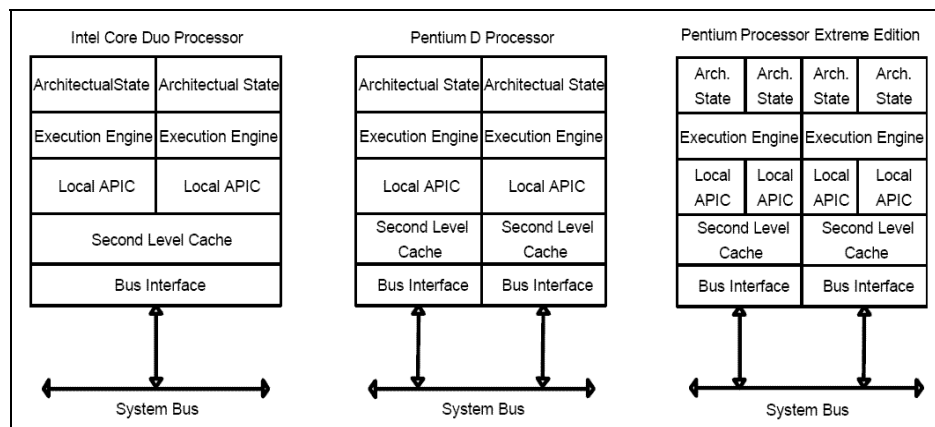 Intel Core Duo Processor
ArchitectualState
Architectual State
Execution Engine
Execution Engine
Local APIC
Local APIC
Second Level Cache
Bus Interface
System Bus
Pentium D Processor
Architectual State
Architectual State
Execution Engine
Execution Engine
Local APIC
Local APIC
Second Level
Cache
Second Level
Cache
Bus Interface
Bus Interface
System Bus
Pentium Processor Extreme Edition
Arch.
State
Arch.
State
Arch.
State
Arch.
State
Execution Engine
Execution Engine
Local
APIC
Local
APIC
Local
APIC
Local
APIC
Second Level
Cache
Second Level
Cache
Bus Interface
Bus Interface
System Bus